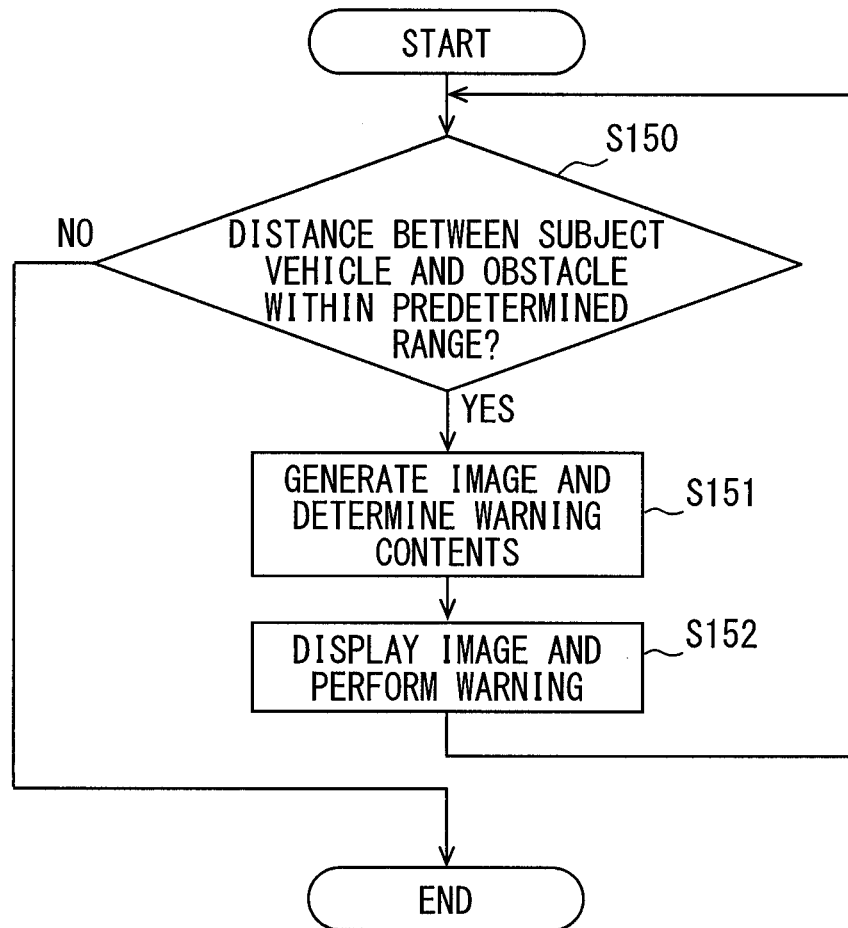 START
S150
NO
DISTANCE BETWEEN SUBJECT
VEHICLE AND OBSTACLE
WITHIN PREDETERMINED
RANGE?
YES
GENERATE IMAGE AND
DETERMINE WARNING
CONTENTS
S151
DISPLAY IMAGE AND
PERFORM WARNING
S152
END